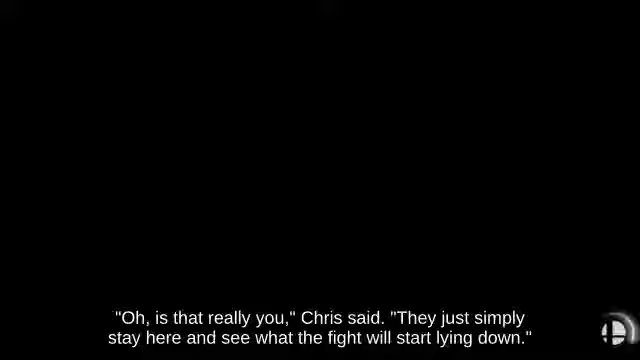 "Oh, is that really you," Chris said. "They just simply
stay here and see what the fight will start lying down."